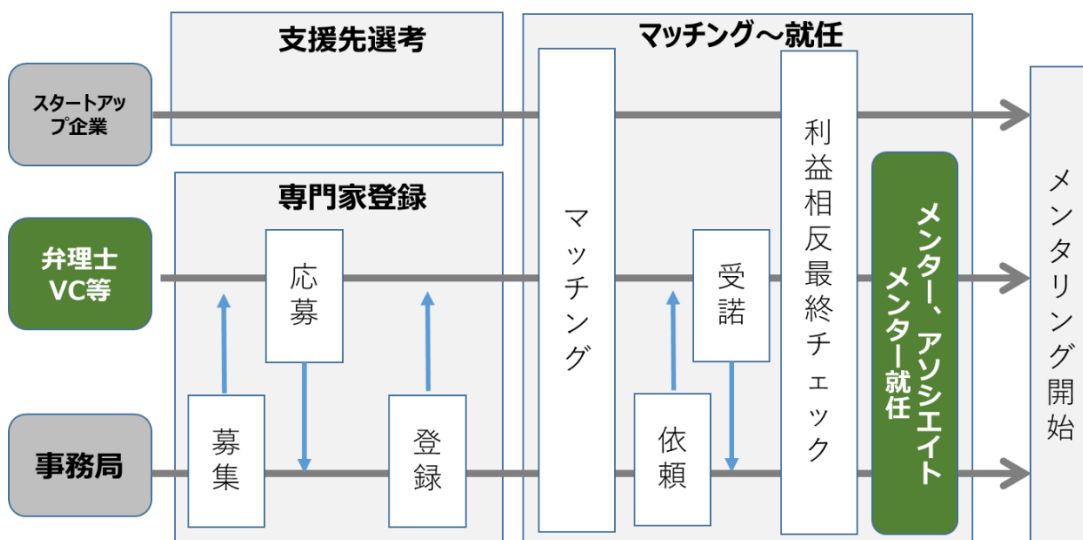 支援先選考
マッチング～就任
スタートアッ
プ企業
専門家登録
弁理士
VC等
事務局
募集
応募
登録
マッチング
依頼
受諾
利益相反最終チェック
メンター、アソシエイト
メンター就任
メンタリング開始